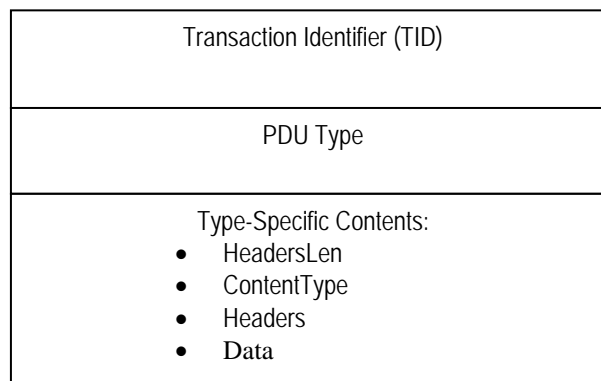 Transaction Identifier (TID)
PDU Type
Type-Specific Contents:
• HeadersLen
• ContentType
• Headers
• Data